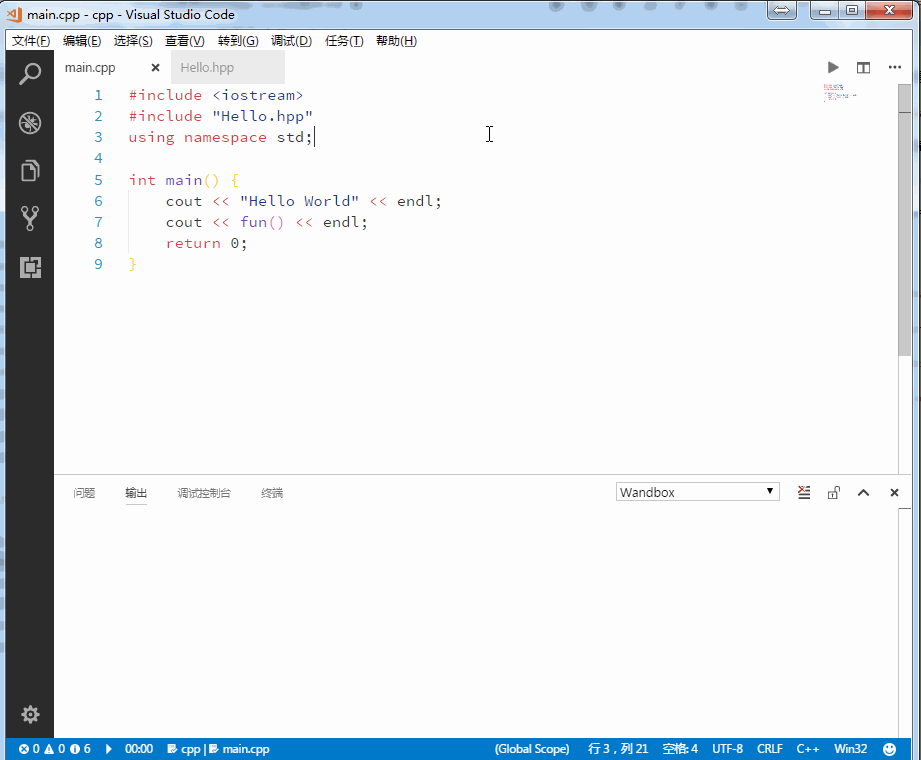 main.cpp - cpp - Visual Studio Code
文件(F) 编辑(E) 选择(S) 查看(V) 转到(G) 调试(D) 任务(T) 帮助(H)
main.cpp Hello.hpp
1 #include <iostream>
2 #include "Hello.hpp"
3 using namespace std;
4
5 int main() {
6 cout << "Hello World" << endl;
7 cout << fun() << endl;
8 return 0;
9 }
问题 输出 调试控制台 终端 Wandbox
0 0 6 00:00 cpp | main.cpp (Global Scope) 行 3，列 21 空格: 4 UTF-8 CRLF C++ Win32